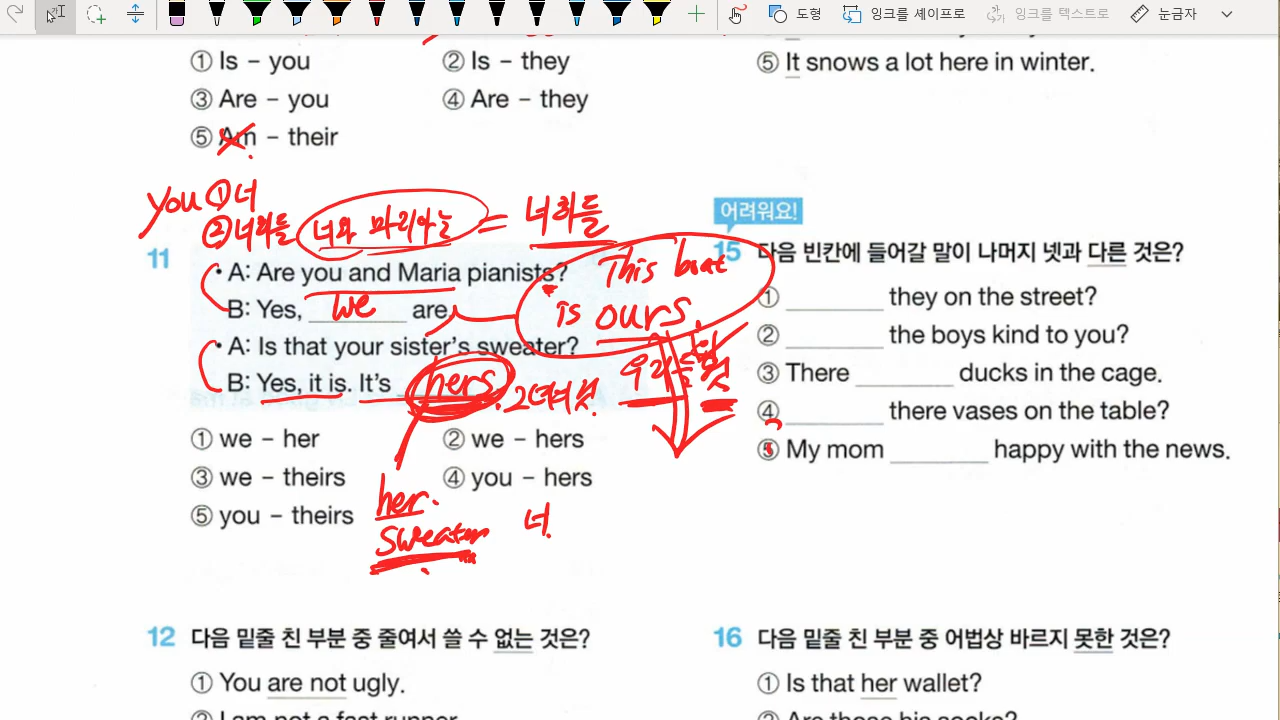 도형
잉크를 셰이프로
잉크를 텍스트로
눈금자
① Is – you
② Is – they
③ Are – you
④ Are – they
⑤ Am – their
you ① 너
② 너희들
너와 마리아는 = 너희들
11
• A: Are you and Maria pianists?
B: Yes, we are.
• A: Is that your sister's sweater?
B: Yes, it is. It's hers. 그녀의 것.
This boat
is ours.
우리들의 것
① we – her
② we – hers
③ we – theirs
④ you – hers
⑤ you – theirs
her
sweater
너
12 다음 밑줄 친 부분 중 줄여서 쓸 수 없는 것은?
① You are not ugly.
② I am not a fast runner.
⑤ It snows a lot here in winter.
어려워요!
15 다음 빈칸에 들어갈 말이 나머지 넷과 다른 것은?
① ________ they on the street?
② ________ the boys kind to you?
③ There ________ ducks in the cage.
④ ________ there vases on the table?
⑤ My mom ________ happy with the news.
16 다음 밑줄 친 부분 중 어법상 바르지 못한 것은?
① Is that her wallet?
② Are those his socks?